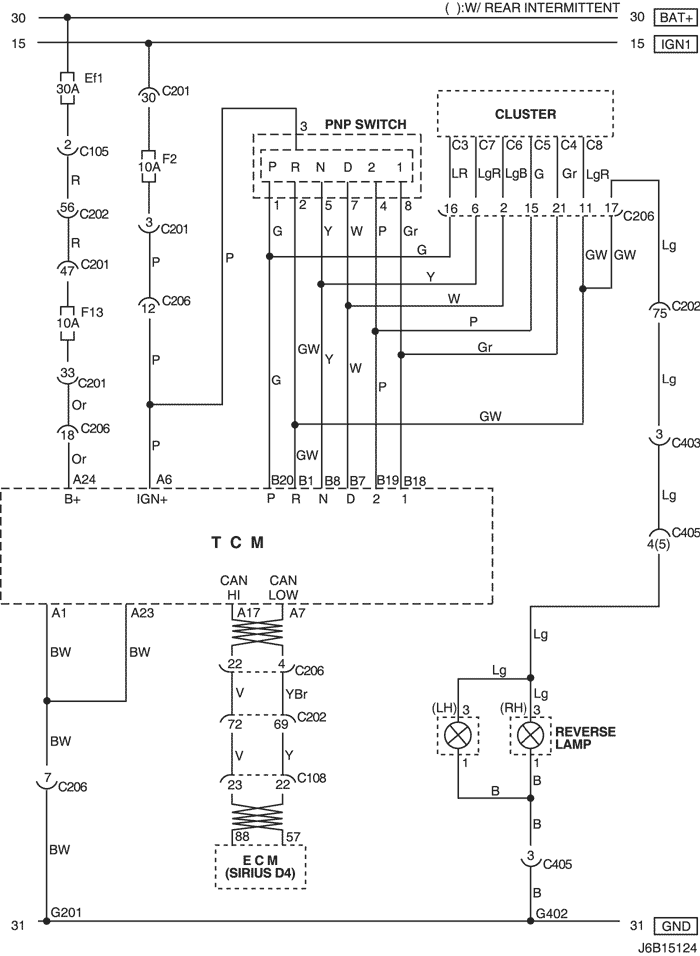 ( ):W/ REAR INTERMITTENT
30 30 BAT+
15 15 IGN1
Ef1
30A
30 C201
CLUSTER
3 PNP SWITCH
2 C105
F2
10A
P R N D 2 1
C3 C7 C6 C5 C4 C8
R
LR LgR LgB G Gr LgR
56 C202
3 C201
1 2 5 7 4 8
16 6 2 15 21 11 17 C206
R
G Y W P Gr
Lg
47 C201
P P
G
GW GW
Y
12 C206
W
75 C202
F13
10A
P
GW Y W
Gr
33 C201
P
G P
Lg
Or
GW
18 C206
3 C403
Or P
GW
A24 A6 B20 B1 B8 B7 B19 B18
Lg
B+ IGN+ P R N D 2 1
C405
4(5)
T C M
CAN HI
CAN LOW
A1 A23 A17 A7
Lg
BW BW
22 4 C206
Lg
V YBr
Lg
(LH) 3 (RH) 3
72 69 C202
REVERSE
LAMP
BW
V Y
1 1
7 C206
23 22 C108
B B
B
88 57
BW
3 C405
E C M
(SIRIUS D4)
B
G201 G402
31 31 GND
J6B15124